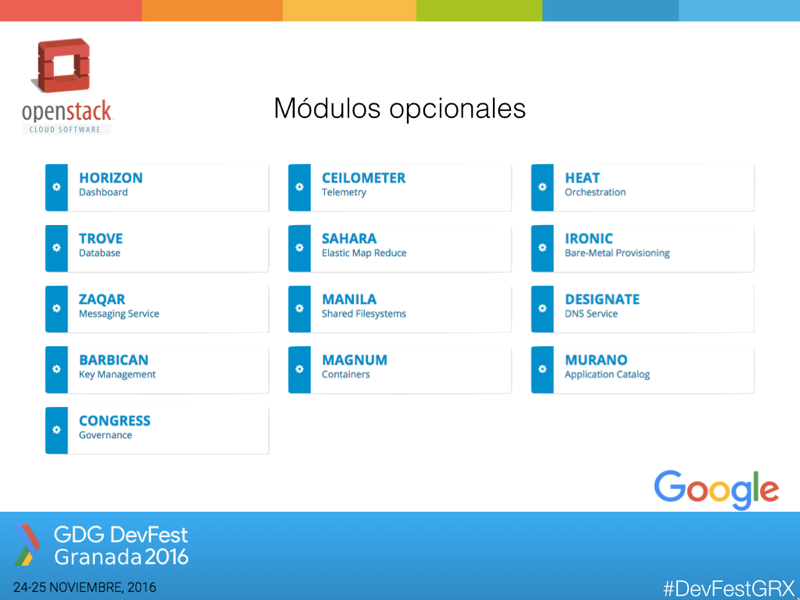 openstack
CLOUD SOFTWARE
Módulos opcionales
HORIZON
Dashboard
CEILOMETER
Telemetry
HEAT
Orchestration
TROVE
Database
SAHARA
Elastic Map Reduce
IRONIC
Bare-Metal Provisioning
ZAQAR
Messaging Service
MANILA
Shared Filesystems
DESIGNATE
DNS Service
BARBICAN
Key Management
MAGNUM
Containers
MURANO
Application Catalog
CONGRESS
Governance
Google
GDG DevFest
Granada2016
24-25 NOVIEMBRE, 2016
#DevFestGRX